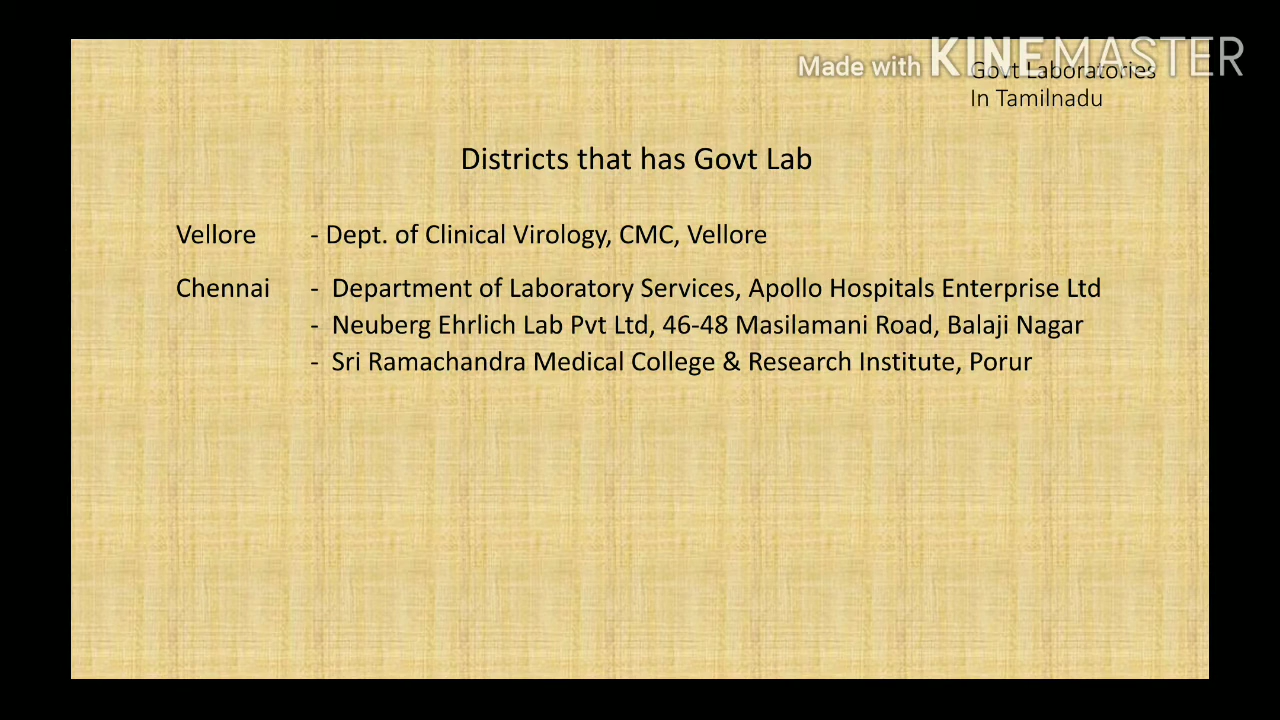 Made with KINEMASTER
Govt Laboratories
In Tamilnadu
Districts that has Govt Lab
Vellore - Dept. of Clinical Virology, CMC, Vellore
Chennai - Department of Laboratory Services, Apollo Hospitals Enterprise Ltd
- Neuberg Ehrlich Lab Pvt Ltd, 46-48 Masilamani Road, Balaji Nagar
- Sri Ramachandra Medical College & Research Institute, Porur